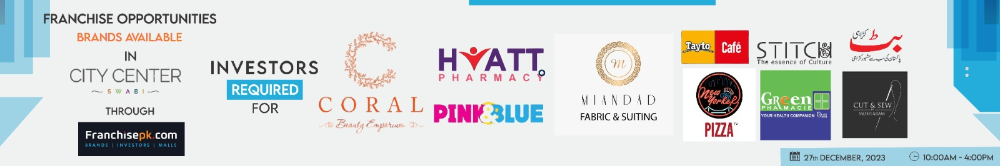 FRANCHISE OPPORTUNITIES
BRANDS AVAILABLE
IN
CITY CENTER
SWABI
THROUGH
Franchisepk.com
BRANDS | INVESTORS | MALLS
INVESTORS
REQUIRED
FOR
C
CORAL
Beauty Emporium
HYATT
PHARMACY
PINK&BLUE
M
MIANDAD
FABRIC & SUITING
Tayto Café
STITCH
The essence of Culture
بٹ کڑاہی
پاکستان کی سب سے مشہور کڑاہی
New Yorker
PIZZA™
Green
PHARMACIE
YOUR HEALTH COMPANION
CUT & SEW
BY
MOHTARAM
27th DECEMBER, 2023
10:00AM - 4:00PM